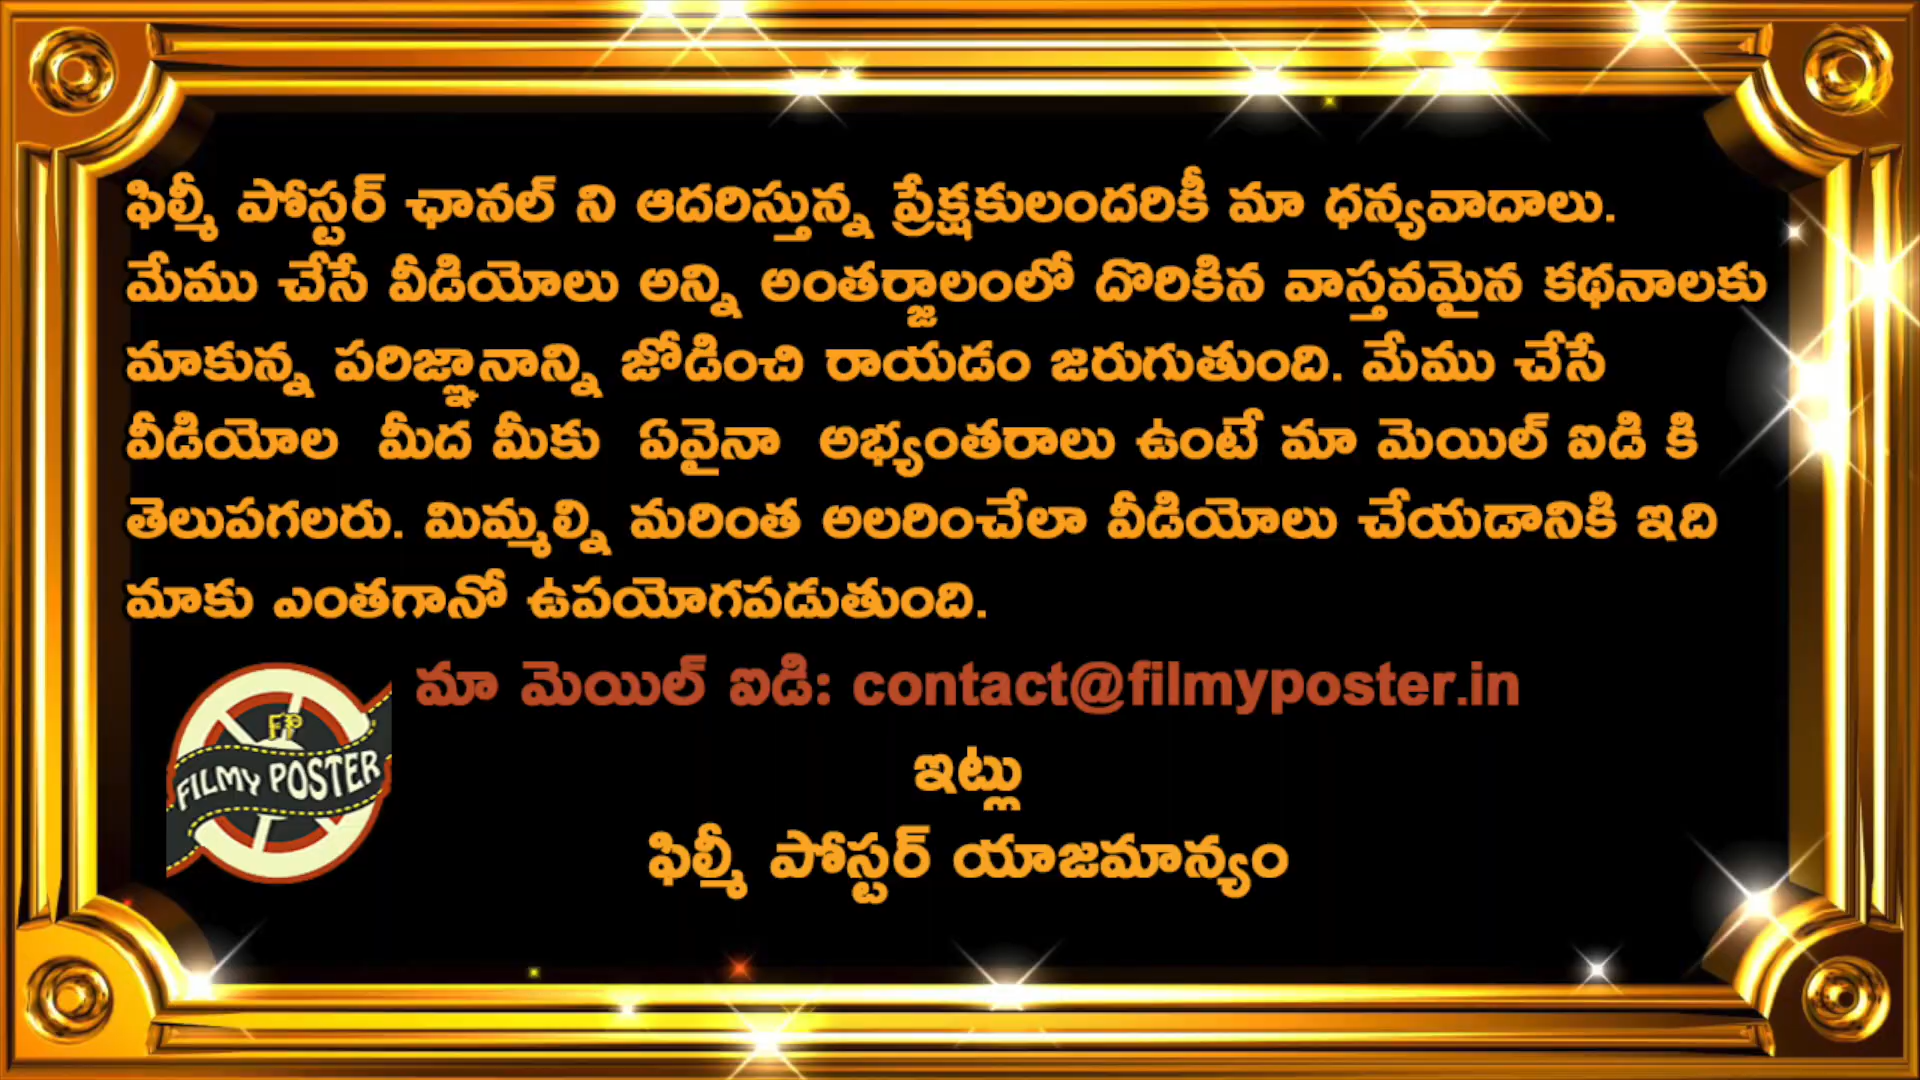 ఫిల్మీ పోస్టర్ ఛానల్ ని ఆదరిస్తున్న ప్రేక్షకులందరికీ మా ధన్యవాదాలు.
మేము చేసే వీడియోలు అన్ని అంతర్జాలంలో దొరికిన వాస్తవమైన కథనాలకు
మాకున్న పరిజ్ఞానాన్ని జోడించి రాయడం జరుగుతుంది. మేము చేసే
వీడియోల మీద మీకు ఏవైనా అభ్యంతరాలు ఉంటే మా మెయిల్ ఐడి కి
తెలుపగలరు. మిమ్మల్ని మరింత అలరించేలా వీడియోలు చేయడానికి ఇది
మాకు ఎంతగానో ఉపయోగపడుతుంది.
మా మెయిల్ ఐడి: contact@filmyposter.in
FP
FILMY POSTER
ఇట్లు
ఫిల్మీ పోస్టర్ యాజమాన్యం